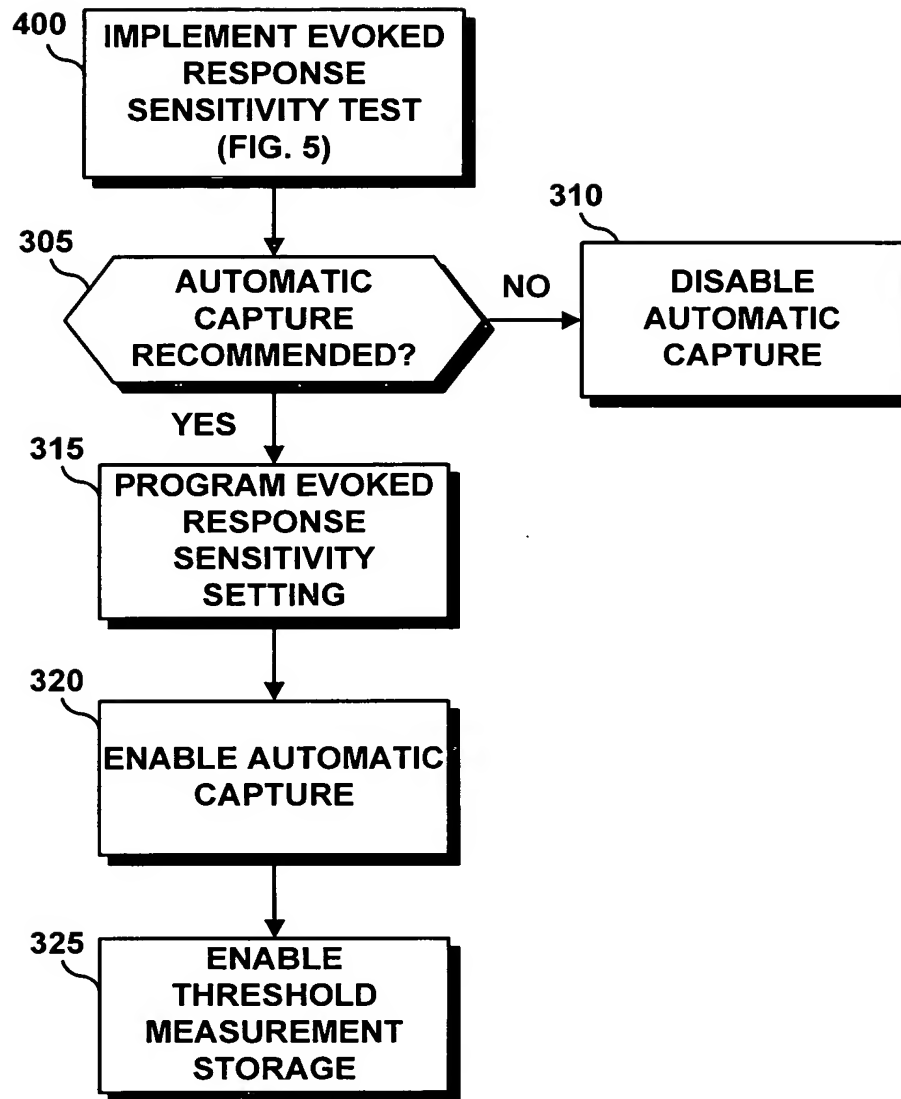 400
IMPLEMENT EVOKED
RESPONSE
SENSITIVITY TEST
(FIG. 5)
305
AUTOMATIC
CAPTURE
RECOMMENDED?
NO
310
DISABLE
AUTOMATIC
CAPTURE
YES
315
PROGRAM EVOKED
RESPONSE
SENSITIVITY
SETTING
320
ENABLE AUTOMATIC
CAPTURE
325
ENABLE
THRESHOLD
MEASUREMENT
STORAGE